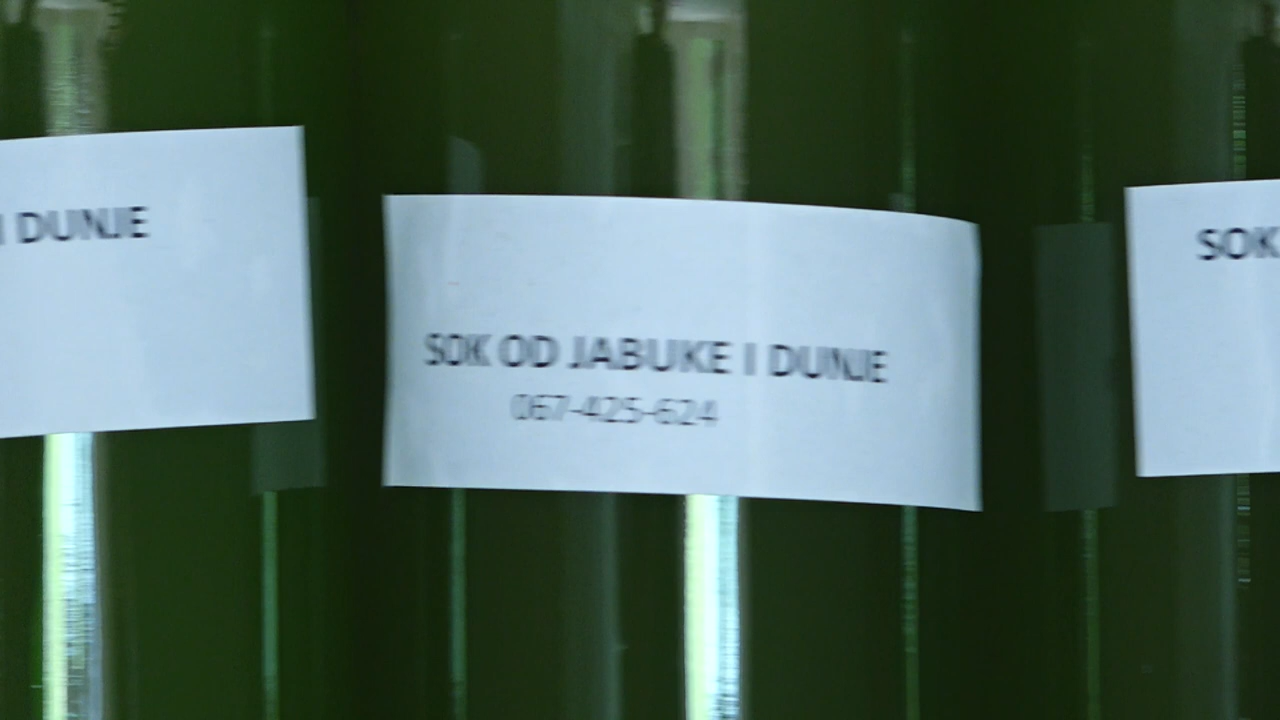 I DUNJE
SOK OD JABUKE I DUNJE
067-425-624
SOK